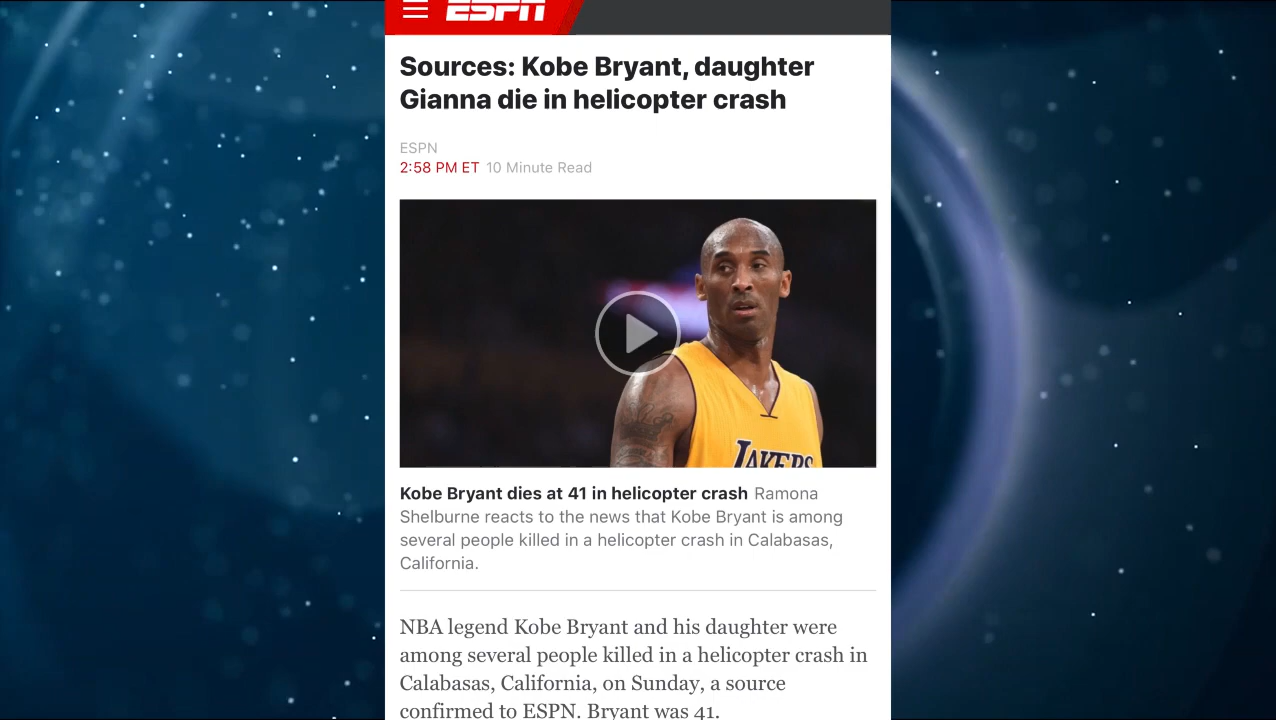 ESPN
Sources: Kobe Bryant, daughter
Gianna die in helicopter crash
ESPN
2:58 PM ET 10 Minute Read
LAKERS
Kobe Bryant dies at 41 in helicopter crash Ramona
Shelburne reacts to the news that Kobe Bryant is among
several people killed in a helicopter crash in Calabasas,
California.
NBA legend Kobe Bryant and his daughter were
among several people killed in a helicopter crash in
Calabasas, California, on Sunday, a source
confirmed to ESPN. Bryant was 41.